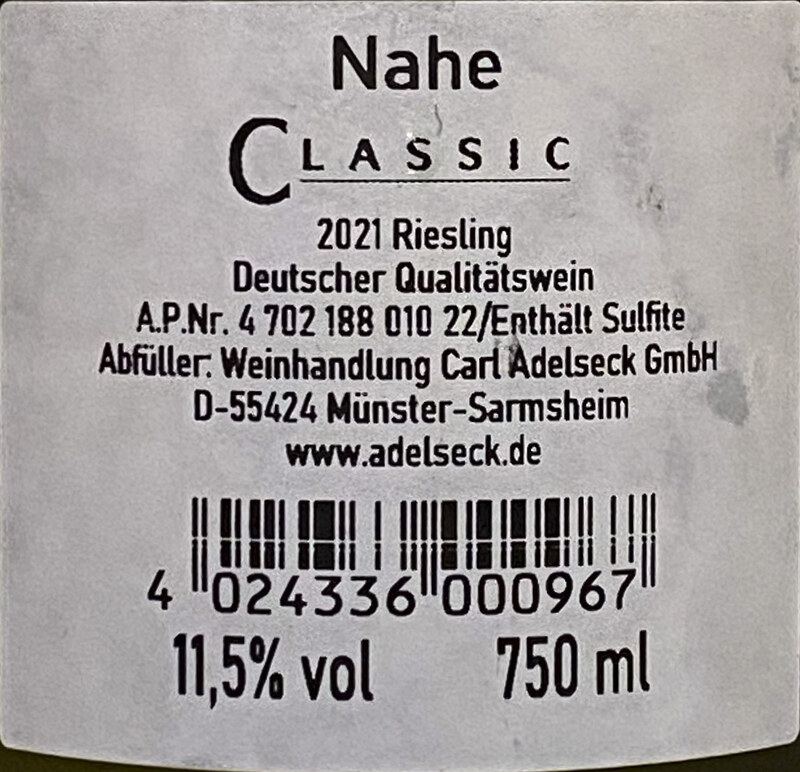 Nahe
CLASSIC
2021 Riesling
Deutscher Qualitätswein
A.P.Nr. 4 702 188 010 22/Enthält Sulfite
Abfüller: Weinhandlung Carl Adelseck GmbH
D-55424 Münster-Sarmsheim
www.adelseck.de
4 024336 000967
11,5% vol 750 ml